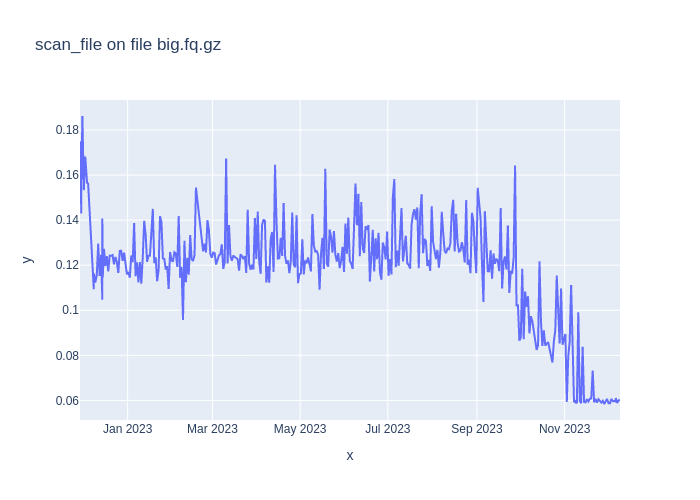 scan_file on file big.fq.gz
0.18
0.16
0.14
0.12
0.1
0.08
0.06
y
Jan 2023
Mar 2023
May 2023
Jul 2023
Sep 2023
Nov 2023
x